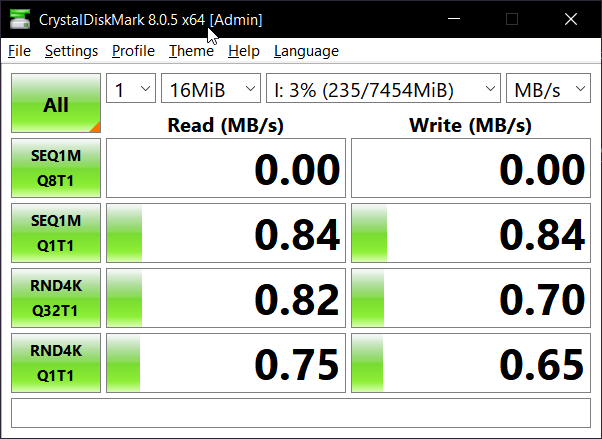 CrystalDiskMark 8.0.5 x64 [Admin]
File Settings Profile Theme Help Language
All 1 16MiB I: 3% (235/7454MiB) MB/s
Read (MB/s) Write (MB/s)
SEQ1M
Q8T1 0.00 0.00
SEQ1M
Q1T1 0.84 0.84
RND4K
Q32T1 0.82 0.70
RND4K
Q1T1 0.75 0.65